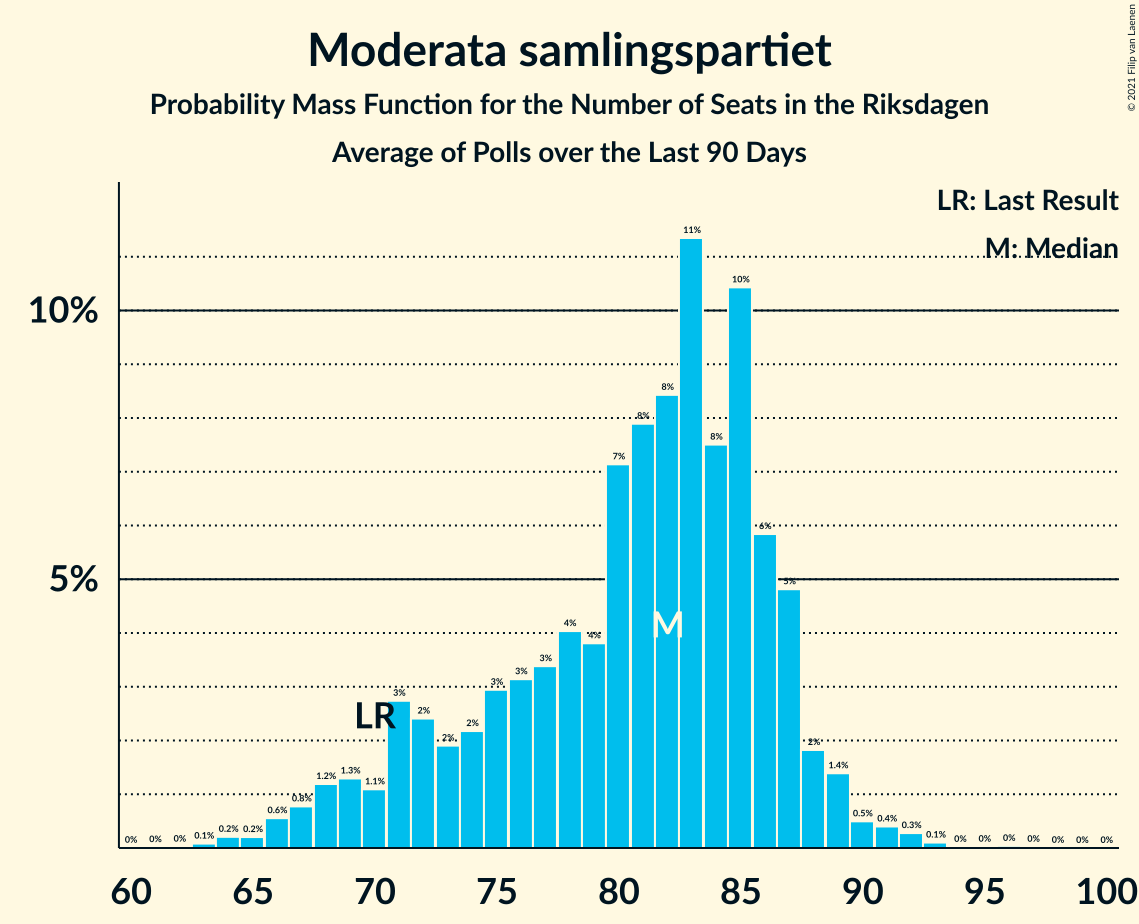 Moderata samlingspartiet
Probability Mass Function for the Number of Seats in the Riksdagen
Average of Polls over the Last 90 Days
© 2021 Filip van Laenen
LR: Last Result
M: Median
10%
5%
0% 0% 0% 0.1% 0.2% 0.2% 0.6% 0.8% 1.2% 1.3% 1.1% 3% 2% 2% 2% 3% 3% 3% 4% 4% 7% 8% 8% 11% 8% 10% 6% 5% 2% 1.4% 0.5% 0.4% 0.3% 0.1% 0% 0% 0% 0% 0% 0% 0%
LR
M
60 65 70 75 80 85 90 95 100